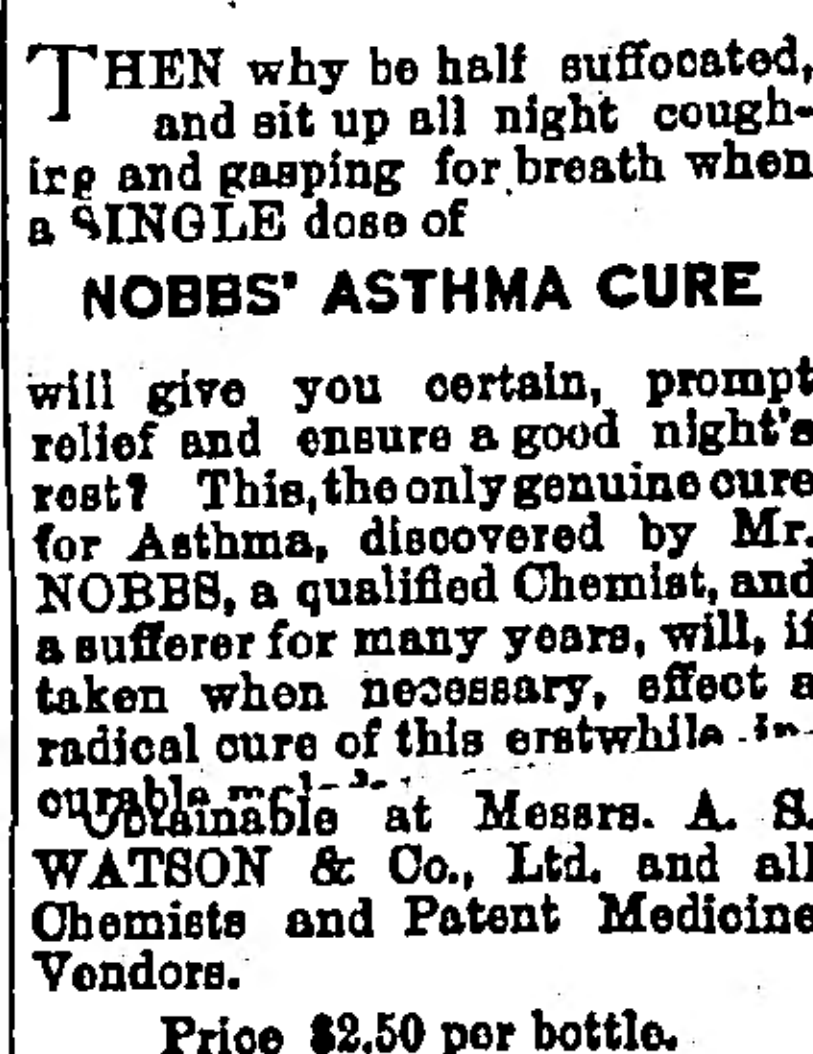 THEN why be half suffocated,
and sit up all night cough-
ing and gasping for breath when
a SINGLE dose of
NOBBS' ASTHMA CURE
will give you certain, prompt
relief and ensure a good night's
rest? This, the only genuine cure
for Asthma, discovered by Mr.
NOBBS, a qualified Chemist, and
a sufferer for many years, will, if
taken when necessary, effect a
radical cure of this erstwhile in-
curable
Obtainable at Messrs. A. S.
WATSON & Co., Ltd. and all
Chemists and Patent Medicine
Vendors.
Price $2.50 per bottle.